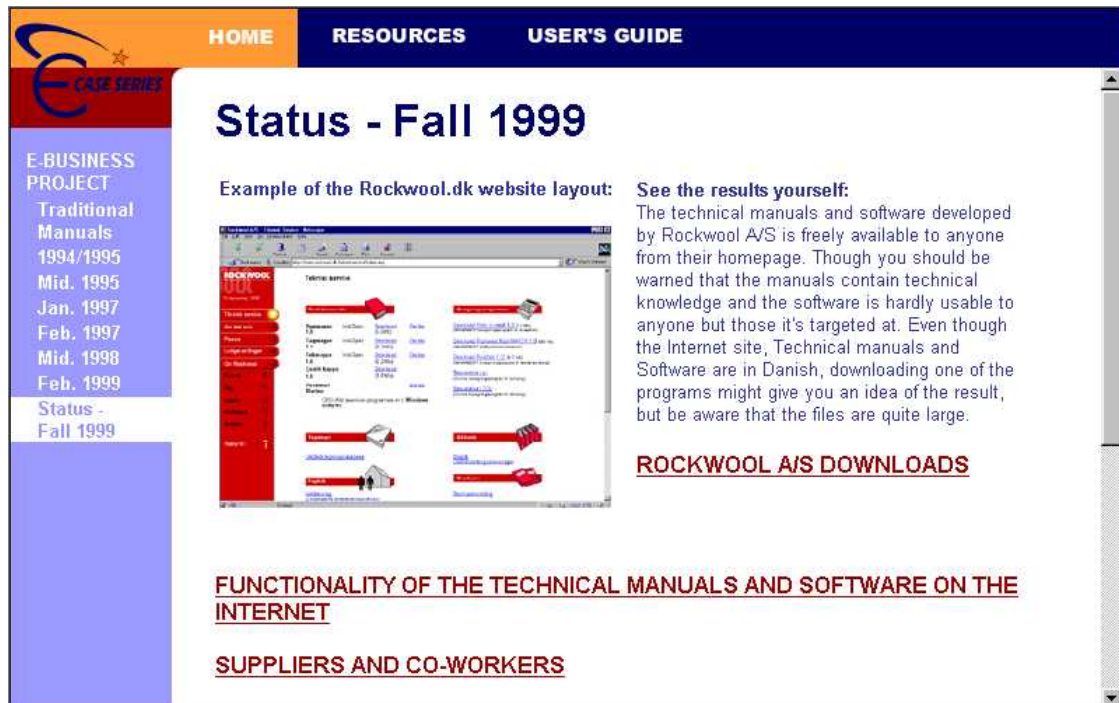 HOME
RESOURCES
USER'S GUIDE
E
CASE SERIES
Status - Fall 1999
E-BUSINESS
PROJECT
Traditional
Manuals
1994/1995
Mid. 1995
Jan. 1997
Feb. 1997
Mid. 1998
Feb. 1999
Status -
Fall 1999
Example of the Rockwool.dk website layout:
ROCKWOOL
Teknisk service
See the results yourself:
The technical manuals and software developed
by Rockwool A/S is freely available to anyone
from their homepage. Though you should be
warned that the manuals contain technical
knowledge and the software is hardly usable to
anyone but those it's targeted at. Even though
the Internet site, Technical manuals and
Software are in Danish, downloading one of the
programs might give you an idea of the result,
but be aware that the files are quite large.
ROCKWOOL A/S DOWNLOADS
FUNCTIONALITY OF THE TECHNICAL MANUALS AND SOFTWARE ON THE
INTERNET
SUPPLIERS AND CO-WORKERS